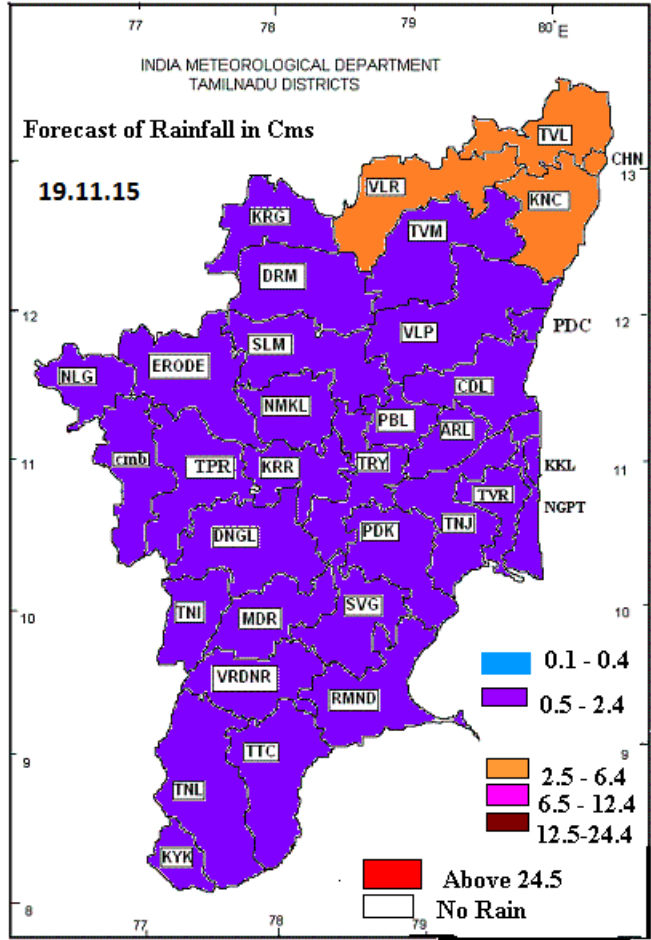 77 78 79 80° E
INDIA METEOROLOGICAL DEPARTMENT
TAMILNADU DISTRICTS
Forecast of Rainfall in Cms
19.11.15
TVL
CHN
13
VLR
KNC
KRG
TVM
DRM
12 12
VLP
PDC
SLM
ERODE
NLG
CDL
NMKL
PBL
ARL
11 cmb TPR KRR TRY KKL 11
TVR
NGPT
DNGL PDK TNJ
10 TNI MDR SVG 10
VRDNR
RMND
0.1 - 0.4
0.5 - 2.4
9 TTC 9
TNL
2.5 - 6.4
6.5 - 12.4
12.5-24.4
KYK
Above 24.5
No Rain
8
77 78 79